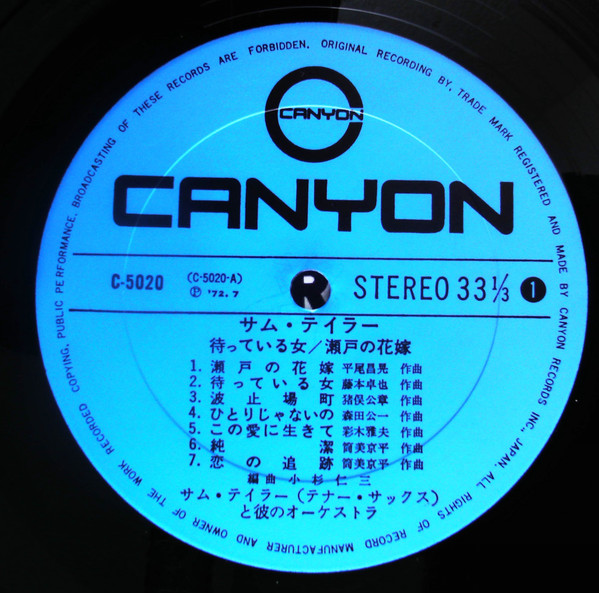 BROADCASTING OF THESE RECORDS ARE FORBIDDEN. ORIGINAL RECORDING BY, TRADE MARK REGISTERED AND MADE BY CANYON RECORDS INC, JAPAN, ALL RIGHTS OF RECORD MANUFACTURER AND OWNER OF THE WORK RECORDED COPYING, PUBLIC PERFORMANCE,
CANYON
CANYON
C-5020 (C-5020-A) STEREO 33⅓ 1
Ⓟ '72.7
R
サム・テイラー
待っている女/瀬戸の花嫁
1. 瀬戸の花嫁 平尾昌晃 作曲
2. 待っている女 藤本卓也 作曲
3. 波止場町 猪俣公章 作曲
4. ひとりじゃないの 森田公一 作曲
5. この愛に生きて 彩木雅夫 作曲
6. 純潔 筒美京平 作曲
7. 恋の追跡 筒美京平 作曲
編曲 小杉仁三
サム・テイラー(テナー・サックス)
と彼のオーケストラ